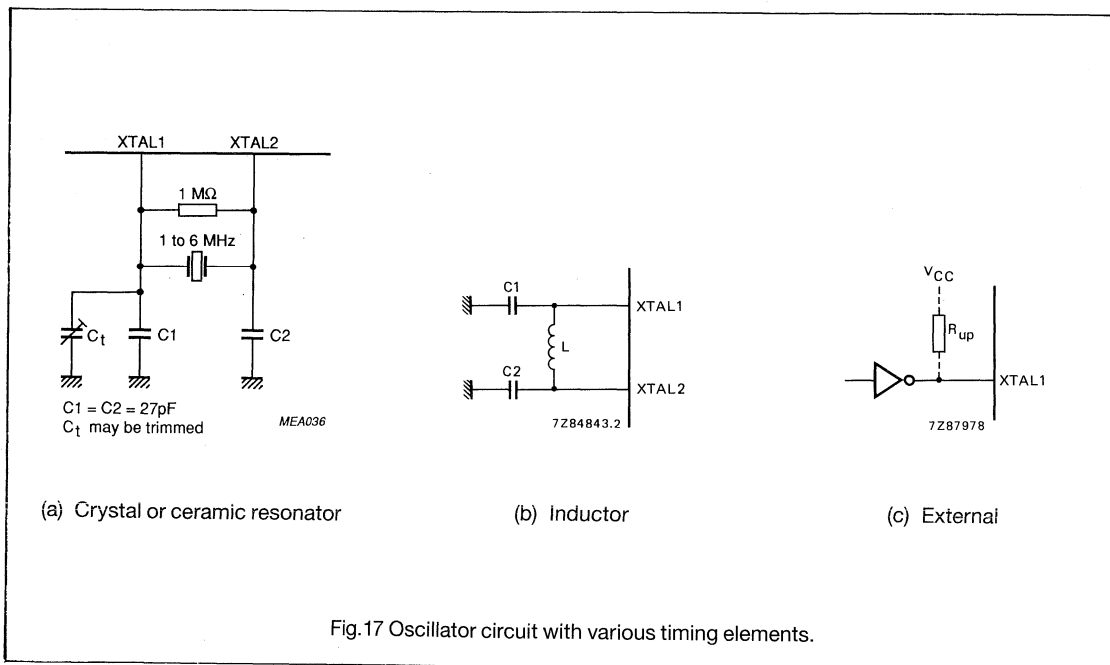 XTAL1 XTAL2
1 MΩ
1 to 6 MHz
Ct C1 C2
C1 = C2 = 27pF
Ct may be trimmed
MEA036
(a) Crystal or ceramic resonator
C1
XTAL1
L
C2
XTAL2
7Z84843.2
(b) Inductor
VCC
Rup
XTAL1
7Z87978
(c) External
Fig.17 Oscillator circuit with various timing elements.